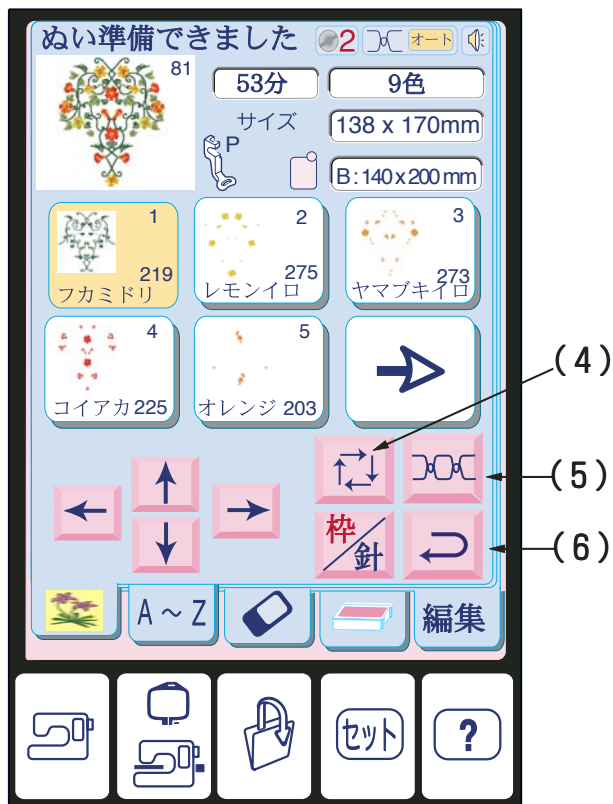 ぬい準備できました 2 オート
81
53分 9色
サイズ 138 x 170mm
P
B:140x200mm
1
219
フカミドリ
2
275
レモンイロ
3
273
ヤマブキイロ
4
コイアカ 225
5
オレンジ 203
(4)
(5)
枠/針
(6)
A～Z
編集
セット
?